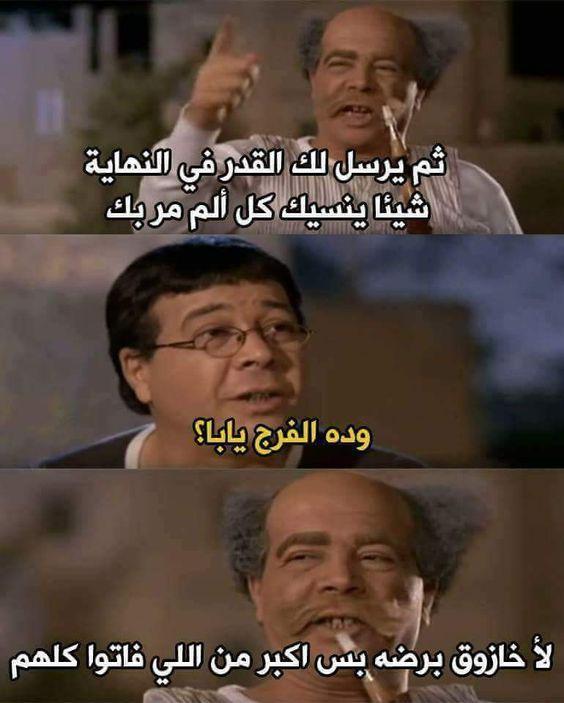 ثم يرسل لك القدر في النهاية
شيئا ينسيك كل ألم مر بك
وده الفرج يابا؟
لأ خازوق برضه بس اكبر من اللي فاتوا كلهم